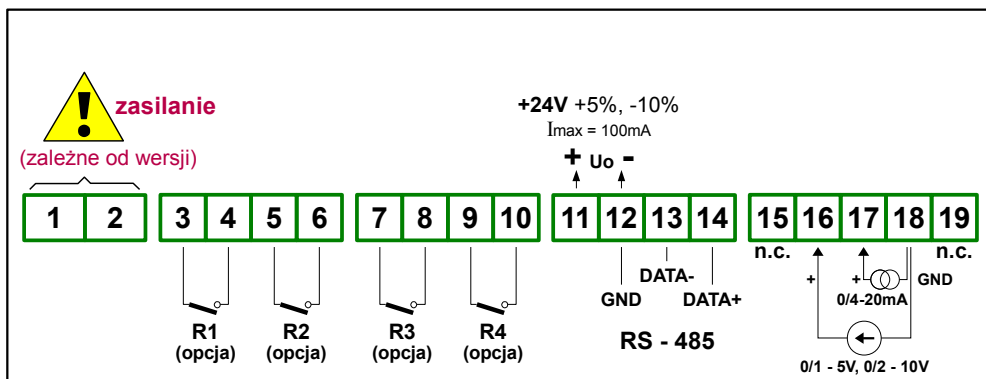 !
zasilanie
(zależne od wersji)
+24V +5%, -10%
Imax = 100mA
+ Uo -
1 2 3 4 5 6 7 8 9 10 11 12 13 14 15 16 17 18 19
n.c. n.c.
+ + GND
0/4-20mA
DATA-
GND DATA+
R1 R2 R3 R4
(opcja) (opcja) (opcja) (opcja)
RS - 485
0/1 - 5V, 0/2 - 10V